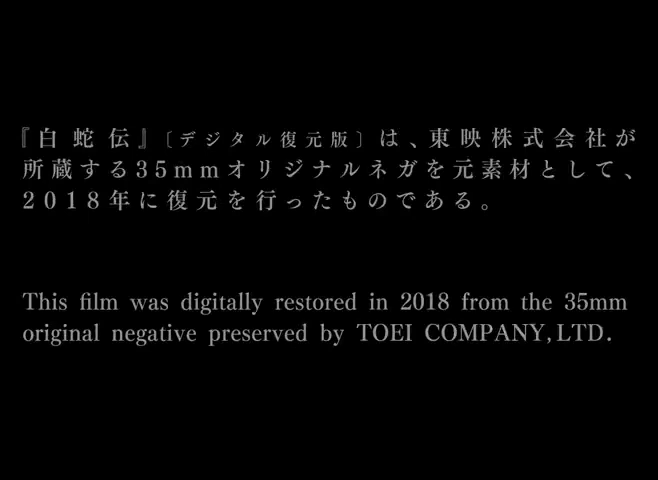 『白蛇伝』〔デジタル復元版〕は、東映株式会社が
所蔵する35mmオリジナルネガを元素材として、
2018年に復元を行ったものである。
This film was digitally restored in 2018 from the 35mm
original negative preserved by TOEI COMPANY,LTD.